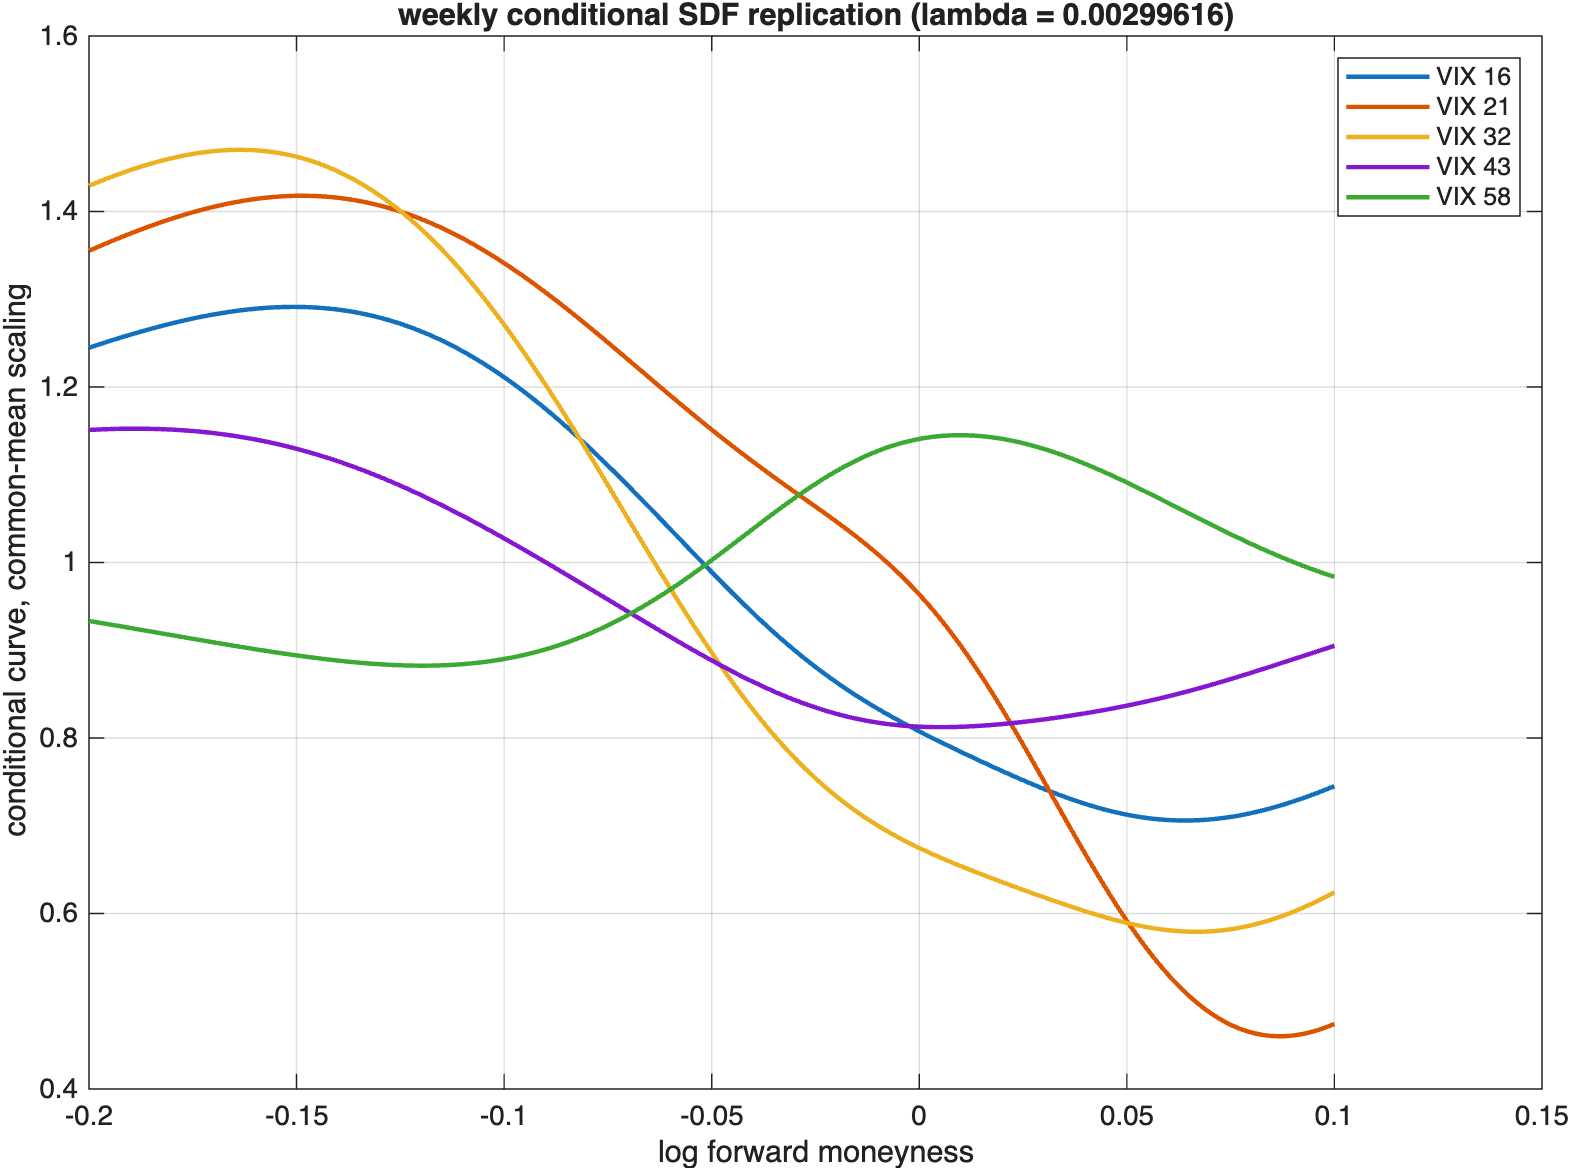 weekly conditional SDF replication (lambda = 0.00299616)
1.6
1.4
1.2
1
0.8
0.6
0.4
conditional curve, common-mean scaling
VIX 16
VIX 21
VIX 32
VIX 43
VIX 58
-0.2 -0.15 -0.1 -0.05 0 0.05 0.1 0.15
log forward moneyness